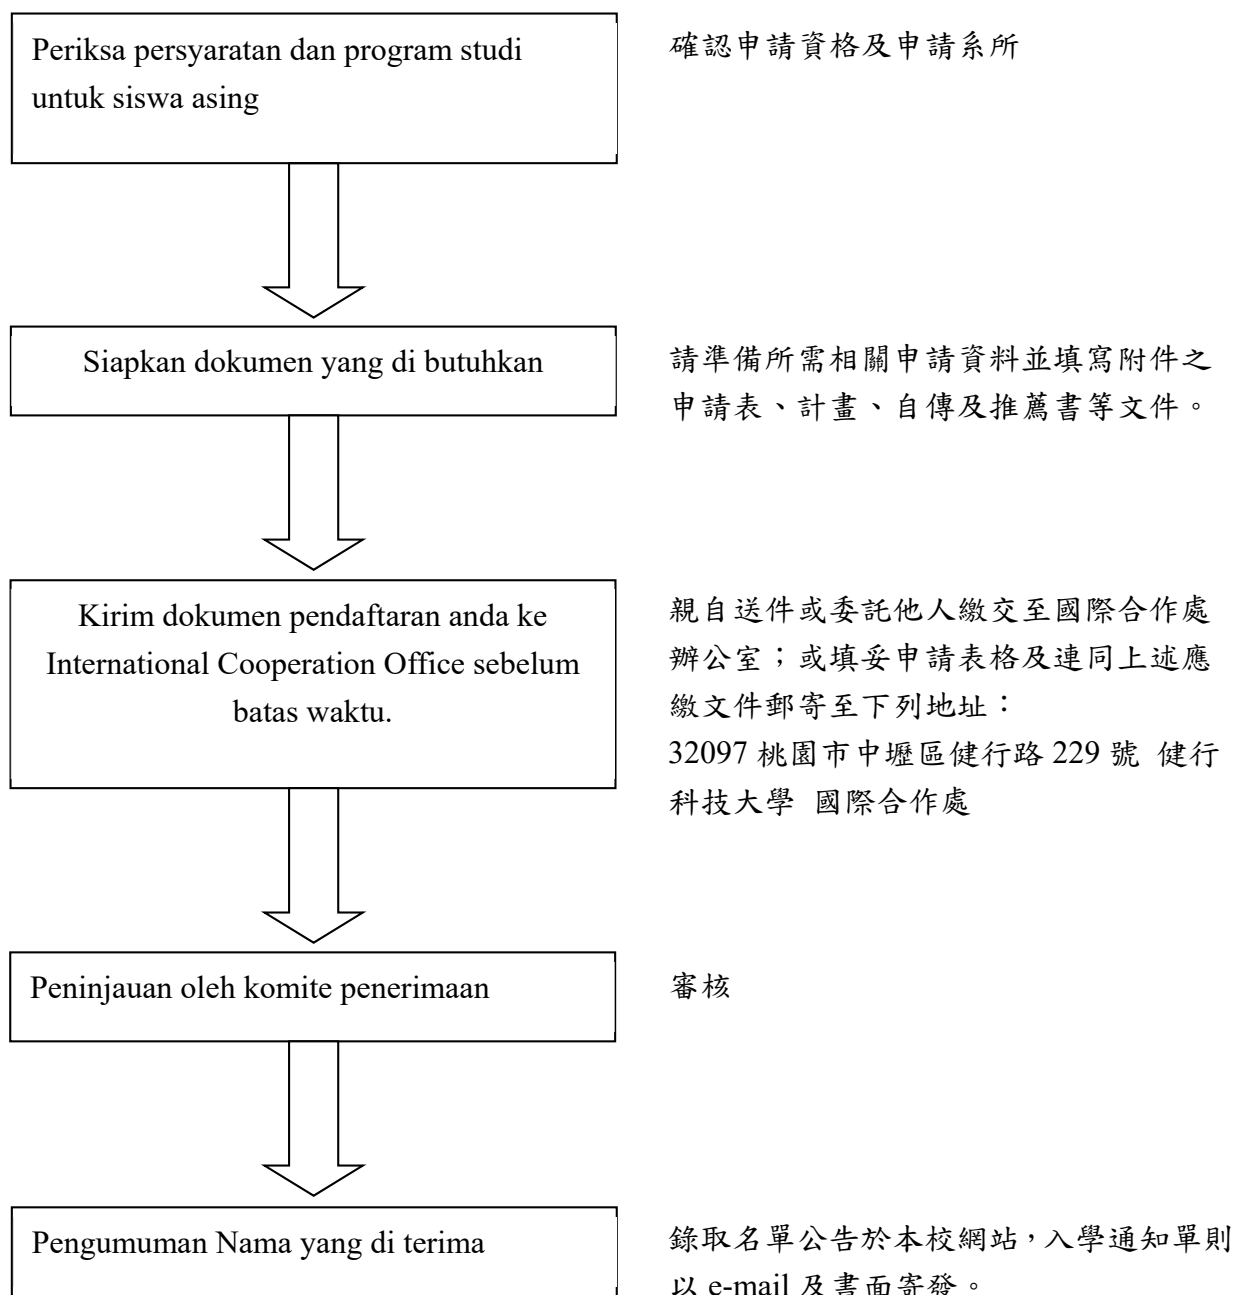 Periksa persyaratan dan program studi
untuk siswa asing
確認申請資格及申請系所
Siapkan dokumen yang di butuhkan
請準備所需相關申請資料並填寫附件之
申請表、計畫、自傳及推薦書等文件。
Kirim dokumen pendaftaran anda ke
International Cooperation Office sebelum
batas waktu.
親自送件或委託他人繳交至國際合作處
辦公室；或填妥申請表格及連同上述應
繳文件郵寄至下列地址：
32097 桃園市中壢區健行路 229 號 健行
科技大學 國際合作處
Peninjauan oleh komite penerimaan
審核
Pengumuman Nama yang di terima
錄取名單公告於本校網站，入學通知單則
以 e-mail 及書面寄發。